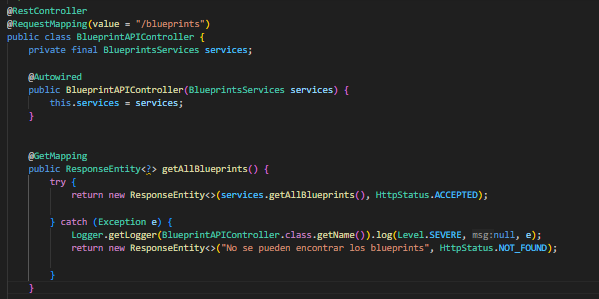 @RestController
@RequestMapping(value = "/blueprints")
public class BlueprintAPIController {
    private final BlueprintsServices services;
    @Autowired
    public BlueprintAPIController(BlueprintsServices services) {
        this.services = services;
    }
    @GetMapping
    public ResponseEntity<?> getAllBlueprints() {
        try {
            return new ResponseEntity<>(services.getAllBlueprints(), HttpStatus.ACCEPTED);
        } catch (Exception e) {
            Logger.getLogger(BlueprintAPIController.class.getName()).log(Level.SEVERE, msg:null, e);
            return new ResponseEntity<>("No se pueden encontrar los blueprints", HttpStatus.NOT_FOUND);
        }
    }